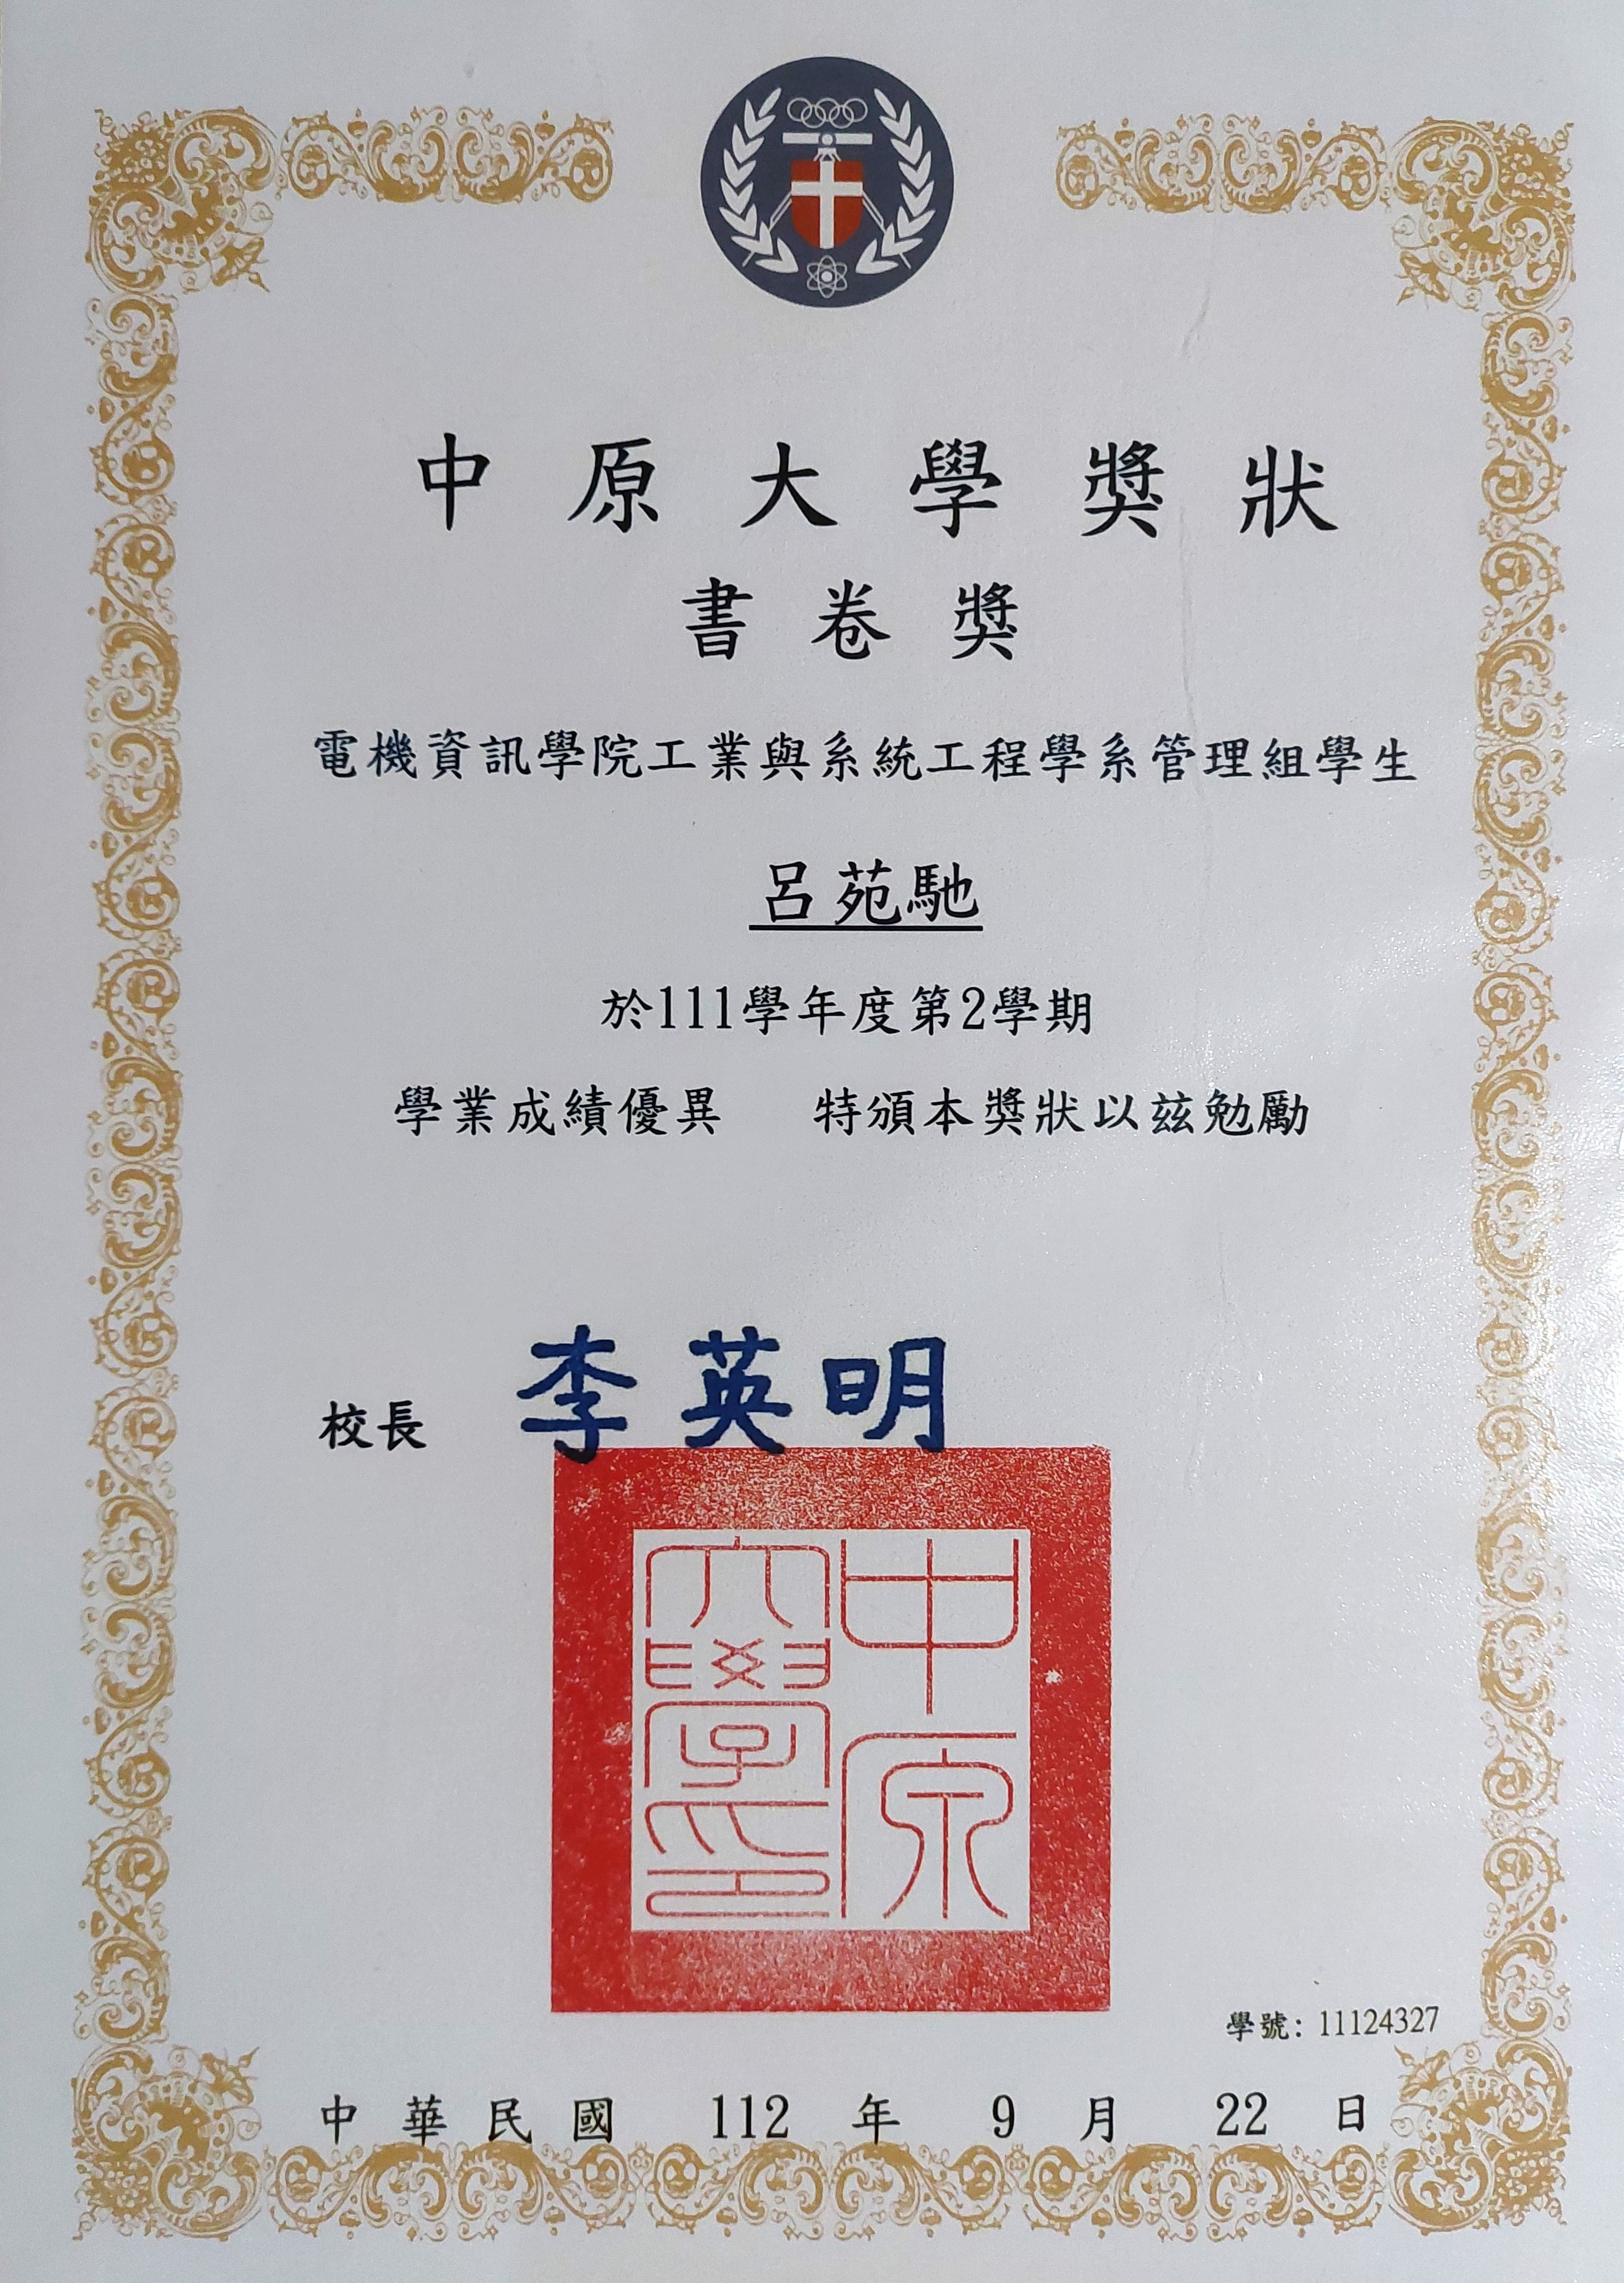 中原大學獎狀
書卷獎
電機資訊學院工業與系統工程學系管理組學生
呂苑馳
於111學年度第2學期
學業成績優異 特頒本獎狀以茲勉勵
校長 李英明
中原
大學印
學號：11124327
中華民國 112 年 9 月 22 日